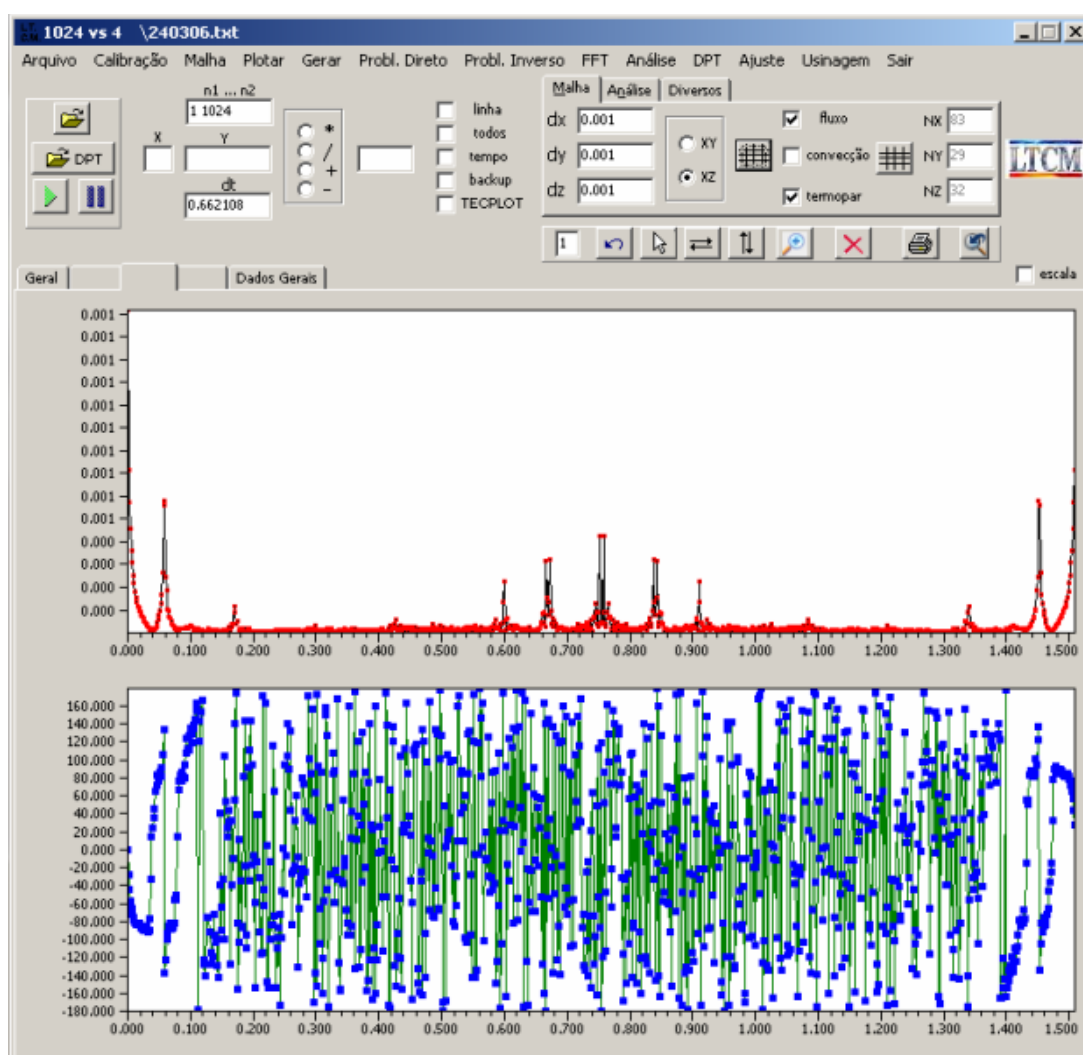 1024 vs 4 \240306.txt
Arquivo Calibração Malha Plotar Gerar Probl. Direto Probl. Inverso FFT Análise DPT Ajuste Usinagem Sair
n1 ... n2
1 1024
X Y
DPT
dt
0.662108
*
/
+
-
linha
todos
tempo
backup
TECPLOT
Malha Análise Diversos
dx 0.001
dy 0.001
dz 0.001
XY
XZ
fluxo
convecção
termopar
NX 83
NY 29
NZ 32
LTCM
1
Geral Dados Gerais
escala
0.001
0.001
0.001
0.001
0.001
0.001
0.001
0.001
0.001
0.001
0.000
0.000
0.000
0.000
0.000 0.100 0.200 0.300 0.400 0.500 0.600 0.700 0.800 0.900 1.000 1.100 1.200 1.300 1.400 1.500
160.000
140.000
120.000
100.000
80.000
60.000
40.000
20.000
0.000
-20.000
-40.000
-60.000
-80.000
-100.000
-120.000
-140.000
-160.000
-180.000
0.000 0.100 0.200 0.300 0.400 0.500 0.600 0.700 0.800 0.900 1.000 1.100 1.200 1.300 1.400 1.500